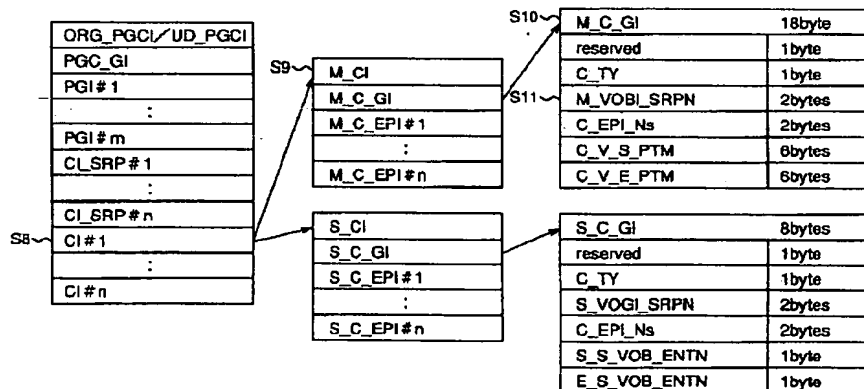 ORG_PGCI/UD_PGCI
PGC_GI
PGI#1
:
PGI#m
CI_SRP#1
:
CI_SRP#n
S8 CI#1
:
CI#n
S9 M_CI
M_C_GI
M_C_EPI#1
:
M_C_EPI#n
S_CI
S_C_GI
S_C_EPI#1
:
S_C_EPI#n
S10 M_C_GI 18byte
reserved 1byte
C_TY 1byte
S11 M_VOBI_SRPN 2bytes
C_EPI_Ns 2bytes
C_V_S_PTM 6bytes
C_V_E_PTM 6bytes
S_C_GI 8bytes
reserved 1byte
C_TY 1byte
S_VOGI_SRPN 2bytes
C_EPI_Ns 2bytes
S_S_VOB_ENTN 1byte
E_S_VOB_ENTN 1byte